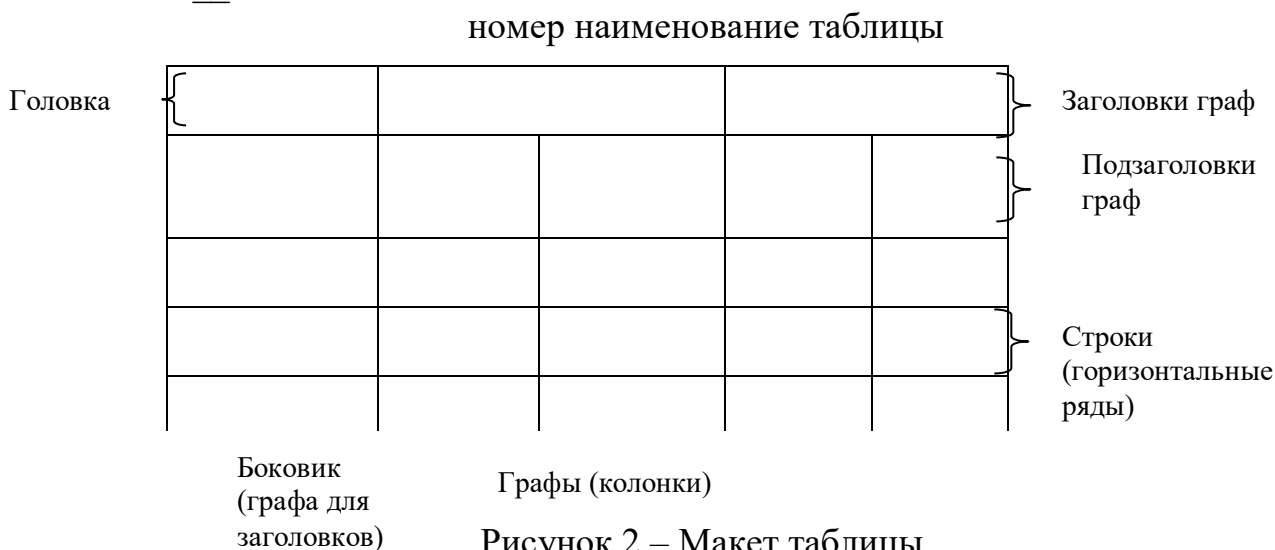 номер наименование таблицы
Головка
Заголовки граф
Подзаголовки
граф
Строки
(горизонтальные
ряды)
Боковик
(графа для
заголовков)
Графы (колонки)
Рисунок 2 – Макет таблицы